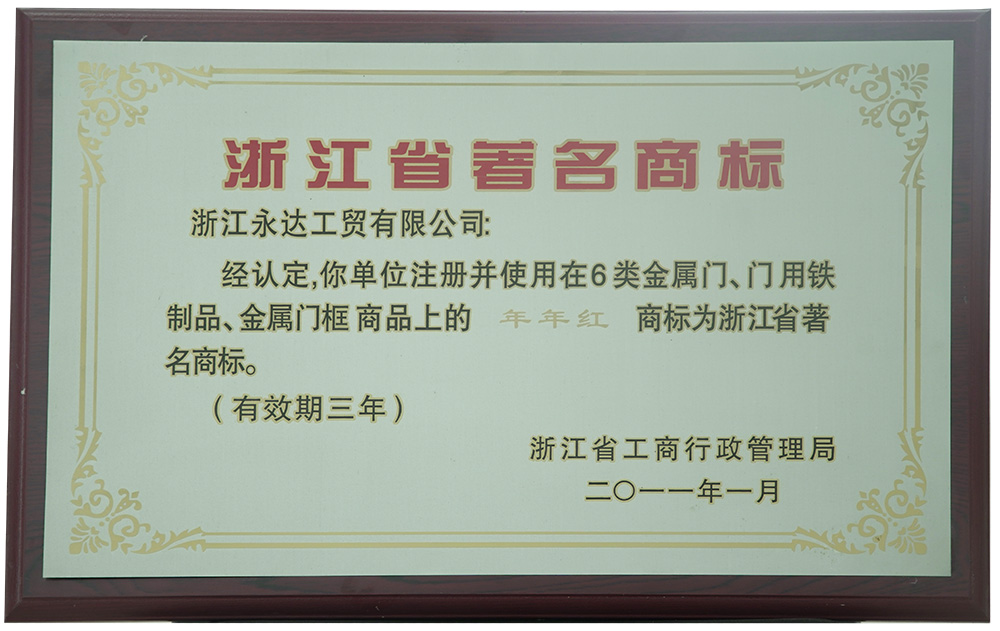 浙江省著名商标
浙江永达工贸有限公司:
经认定,你单位注册并使用在6类金属门、门用铁
制品、金属门框商品上的 年年红 商标为浙江省著
名商标。
(有效期三年)
浙江省工商行政管理局
二〇一一年一月